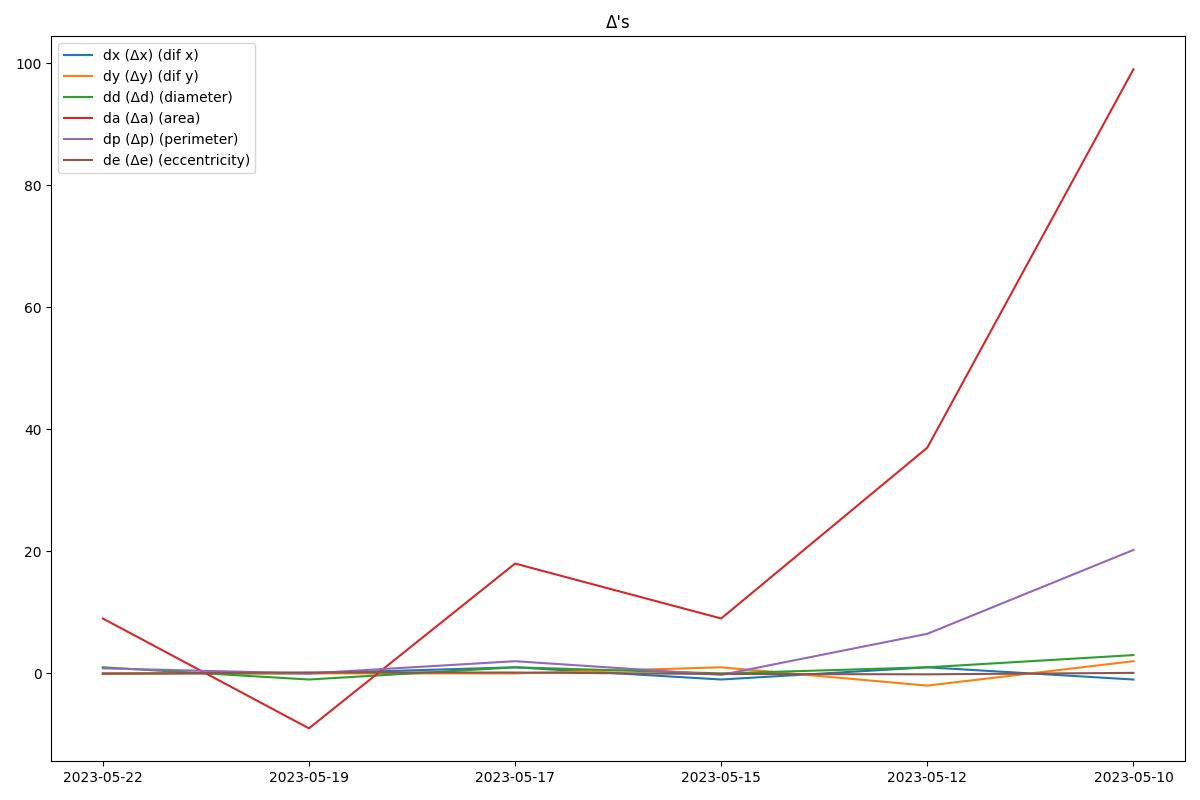 Δ's
dx (Δx) (dif x)
dy (Δy) (dif y)
dd (Δd) (diameter)
da (Δa) (area)
dp (Δp) (perimeter)
de (Δe) (eccentricity)
100
80
60
40
20
0
2023-05-22 2023-05-19 2023-05-17 2023-05-15 2023-05-12 2023-05-10